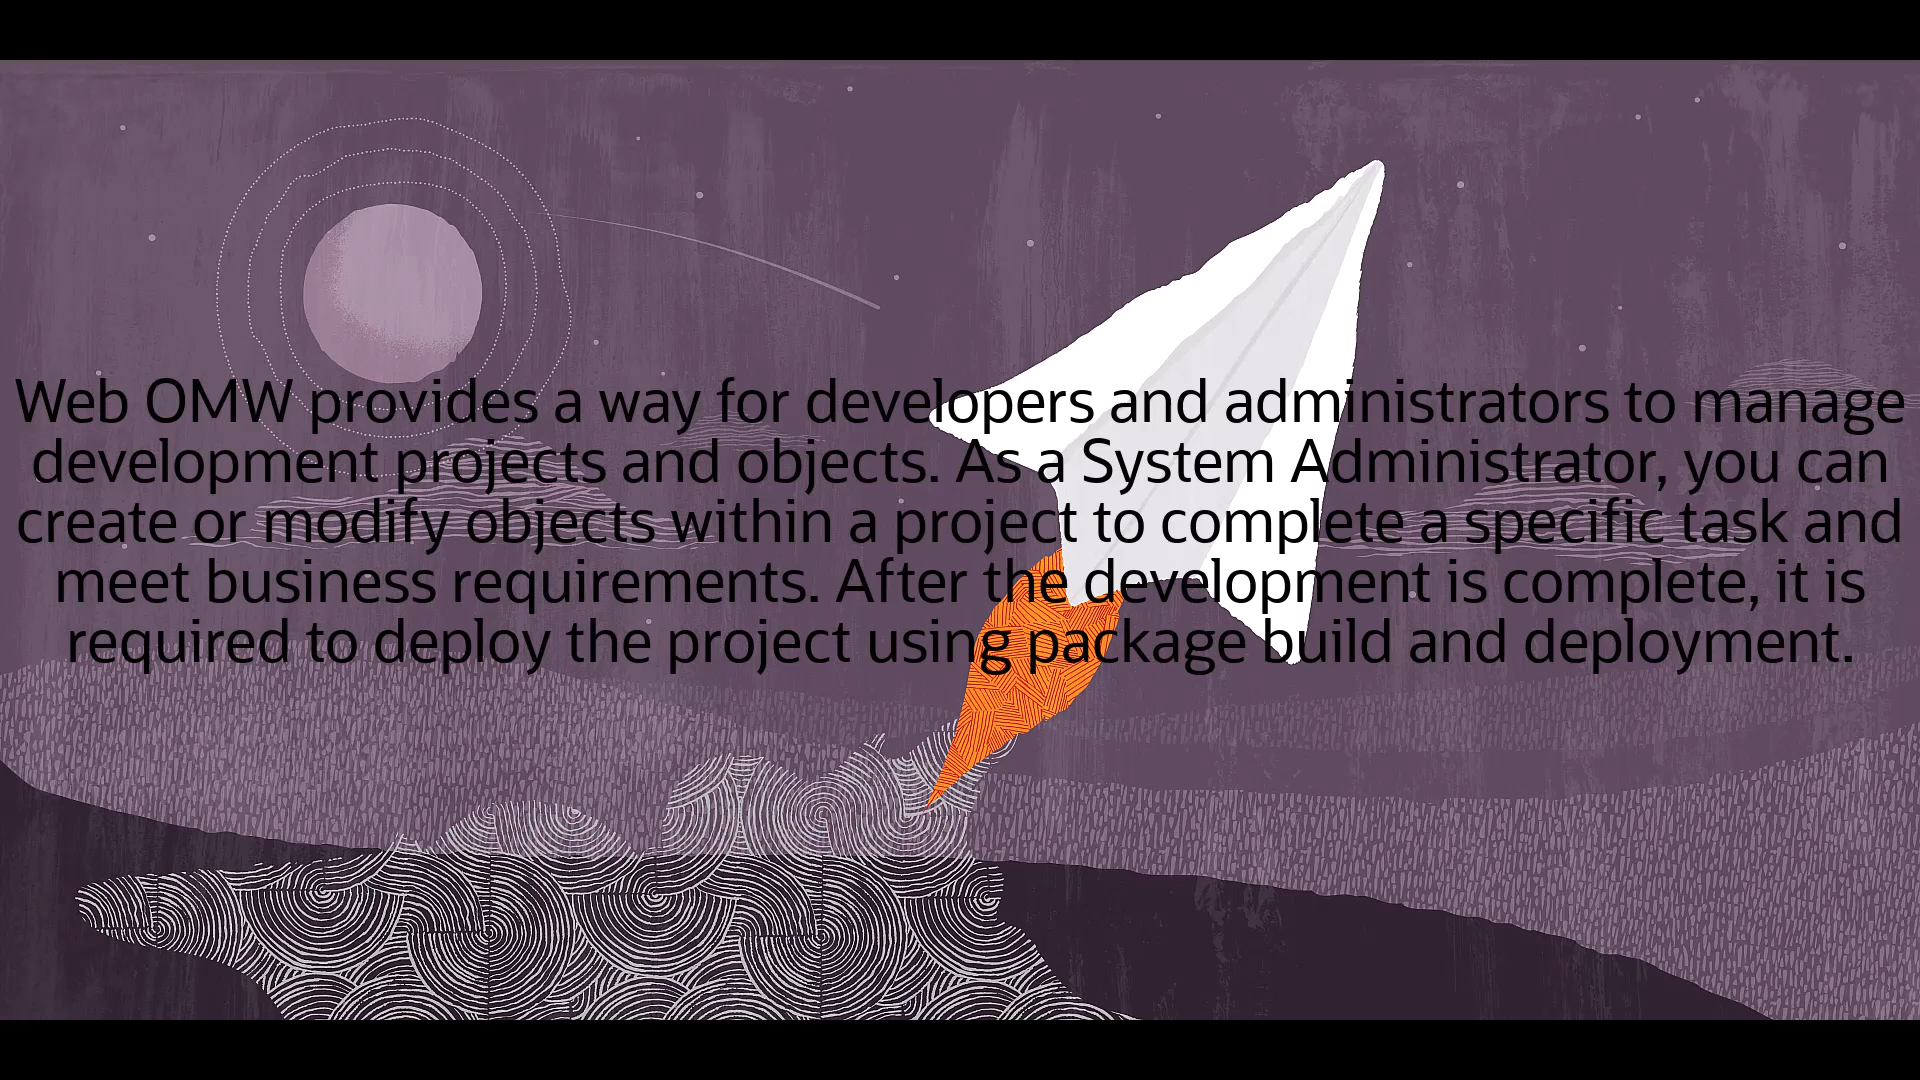 Web OMW provides a way for developers and administrators to manage
development projects and objects. As a System Administrator, you can
create or modify objects within a project to complete a specific task and
meet business requirements. After the development is complete, it is
required to deploy the project using package build and deployment.